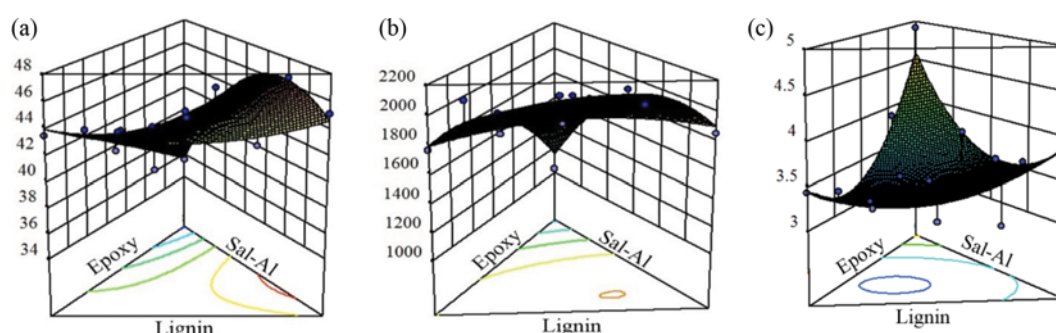 (a)
48
46
44
42
40
38
36
34
Epoxy
Sal-Al
Lignin
(b)
2200
2000
1800
1600
1400
1200
1000
Epoxy
Sal-Al
Lignin
(c)
5
4.5
4
3.5
3
Epoxy
Sal-Al
Lignin